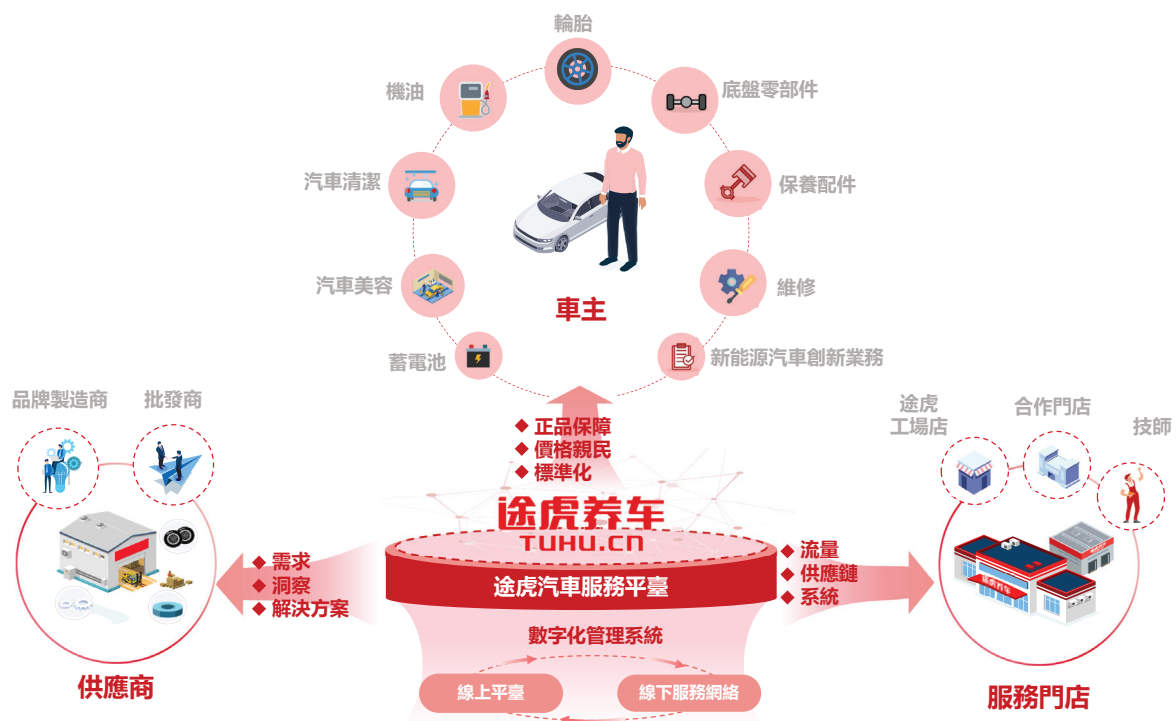 輪胎
機油
底盤零部件
汽車清潔
保養配件
汽車美容
維修
車主
蓄電池
新能源汽車創新業務
品牌製造商
批發商
途虎
工場店
合作門店
技師
◆ 正品保障
◆ 價格親民
◆ 標準化
途虎养车
TUHU.CN
途虎汽車服務平臺
◆ 需求
◆ 洞察
◆ 解決方案
◆ 流量
◆ 供應鏈
◆ 系統
途虎养车
數字化管理系統
線上平臺
線下服務網絡
供應商
服務門店